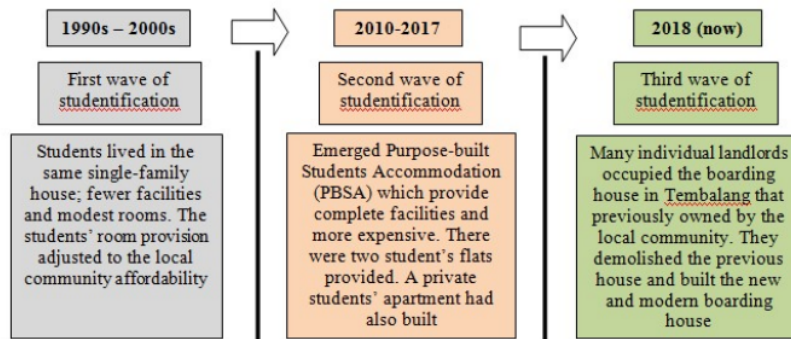 1990s – 2000s
First wave of
studentification
Students lived in the
same single-family
house; fewer facilities
and modest rooms. The
students' room provision
adjusted to the local
community affordability
2010-2017
Second wave of
studentification
Emerged Purpose-built
Students Accommodation
(PBSA) which provide
complete facilities and
more expensive. There
were two student's flats
provided. A private
students' apartment had
also built
2018 (now)
Third wave of
studentification
Many individual landlords
occupied the boarding
house in Tembalang that
previously owned by the
local community. They
demolished the previous
house and built the new
and modern boarding
house